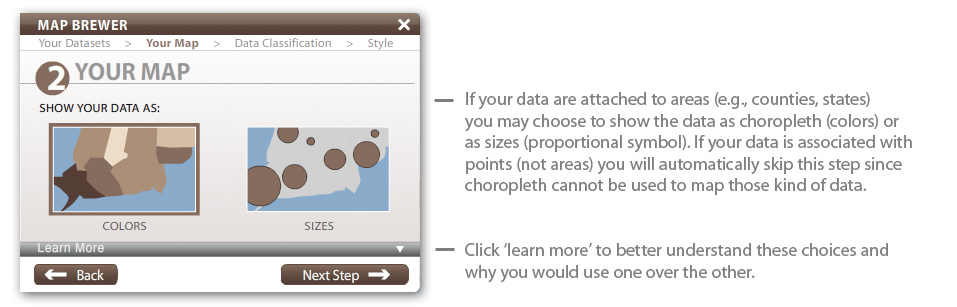 MAP BREWER
Your Datasets > Your Map > Data Classification > Style
2 YOUR MAP
SHOW YOUR DATA AS:
COLORS SIZES
Learn More
Back Next Step
If your data are attached to areas (e.g., counties, states)
you may choose to show the data as choropleth (colors) or
as sizes (proportional symbol). If your data is associated with
points (not areas) you will automatically skip this step since
choropleth cannot be used to map those kind of data.
Click ‘learn more’ to better understand these choices and
why you would use one over the other.